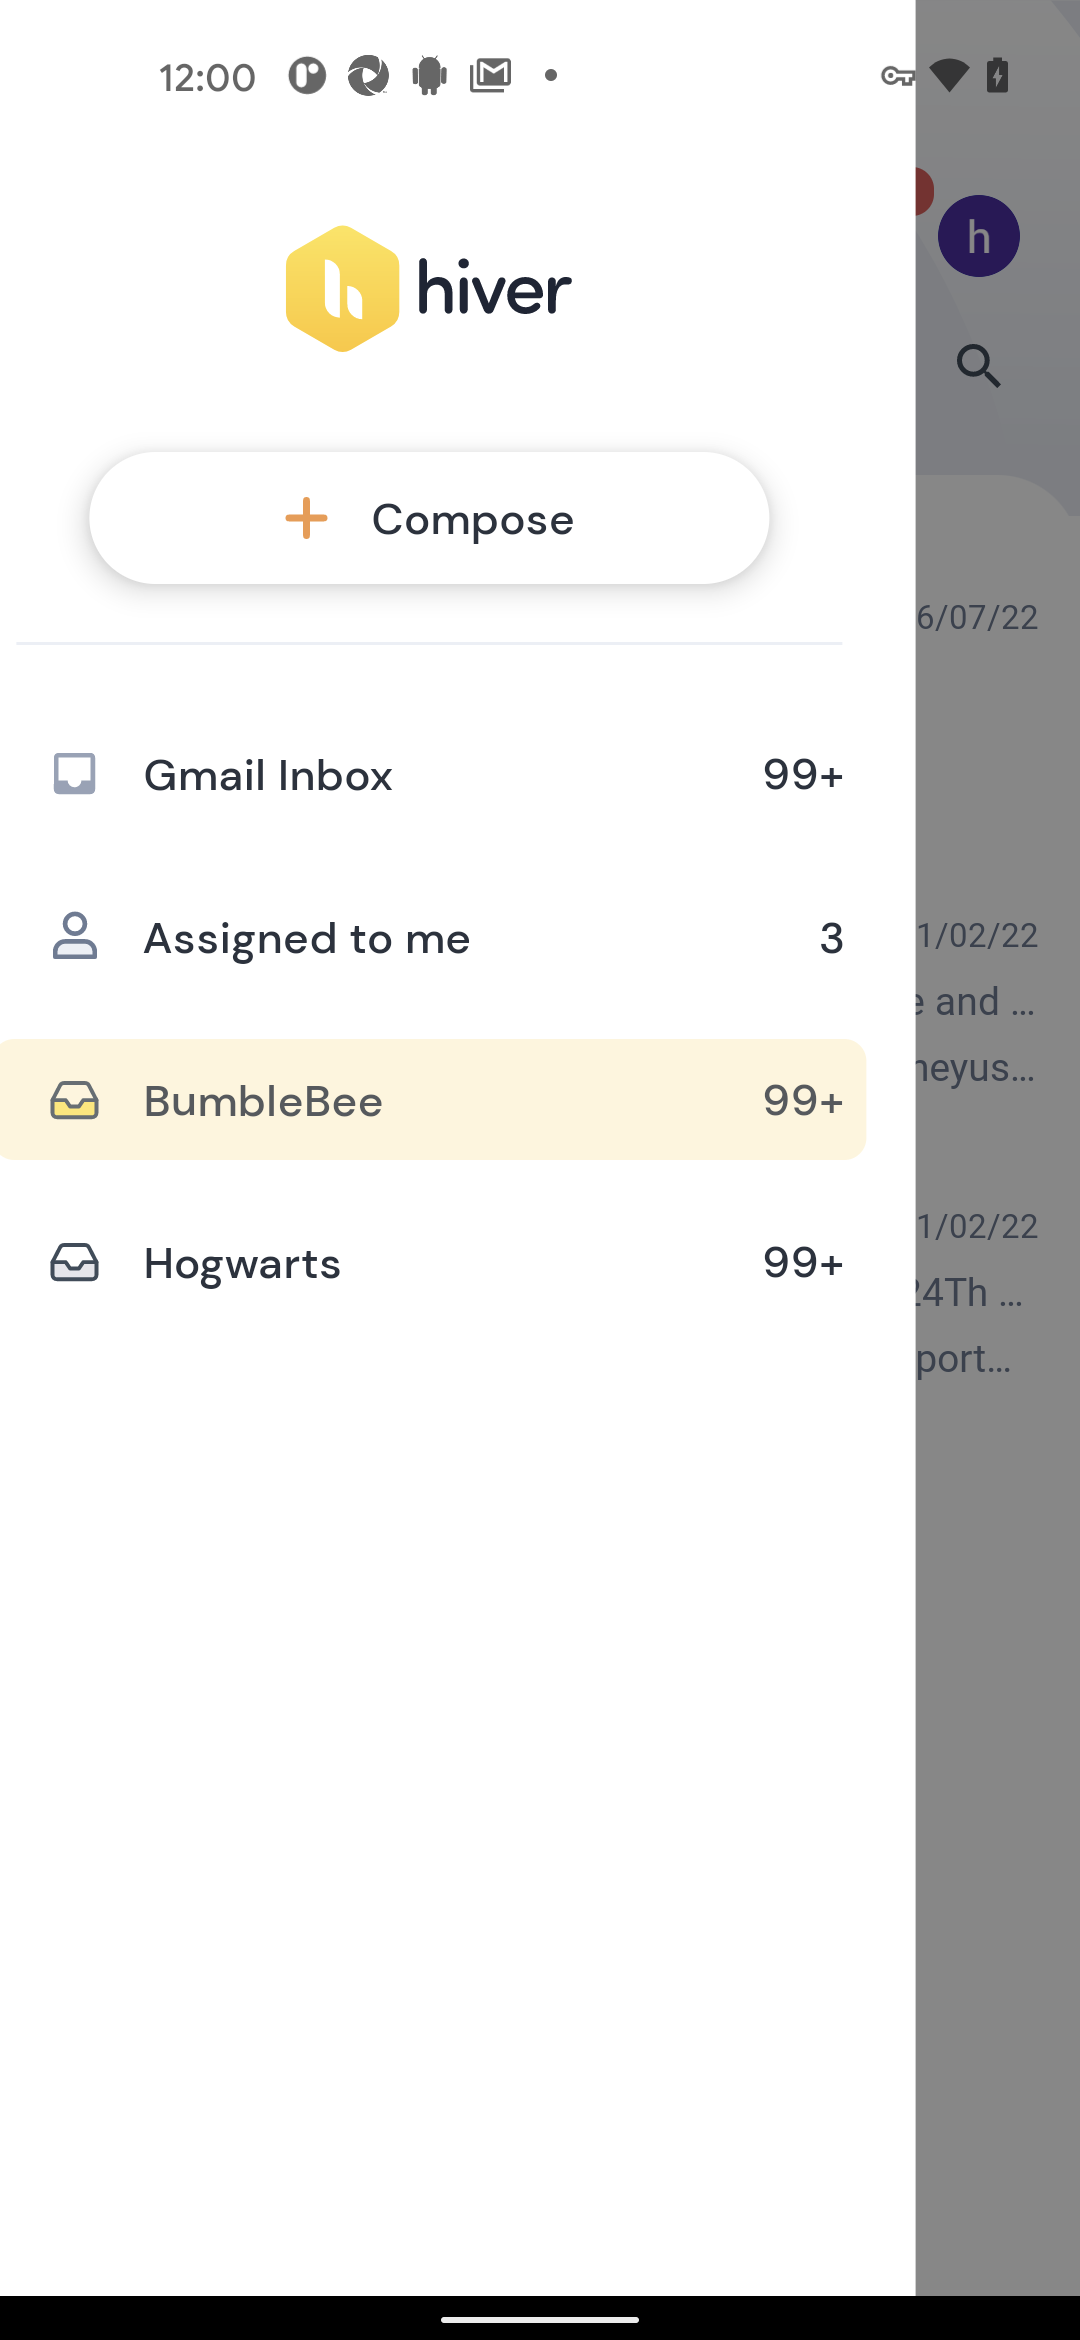 12:00
h
hiver
Compose
6/07/22
Gmail Inbox 99+
Assigned to me 3
1/02/22
e and ...
neyus...
BumbleBee 99+
Hogwarts 99+
1/02/22
24Th ...
port...